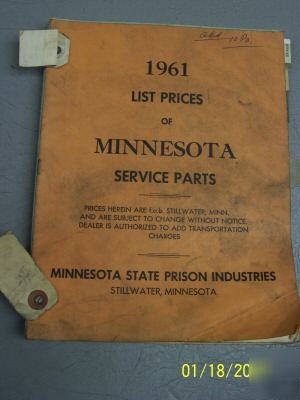 1961
LIST PRICES
OF
MINNESOTA
SERVICE PARTS
PRICES HEREIN ARE f.o.b. STILLWATER, MINN.
AND ARE SUBJECT TO CHANGE WITHOUT NOTICE.
DEALER IS AUTHORIZED TO ADD TRANSPORTATION
CHARGES
MINNESOTA STATE PRISON INDUSTRIES
STILLWATER, MINNESOTA
01/18/20